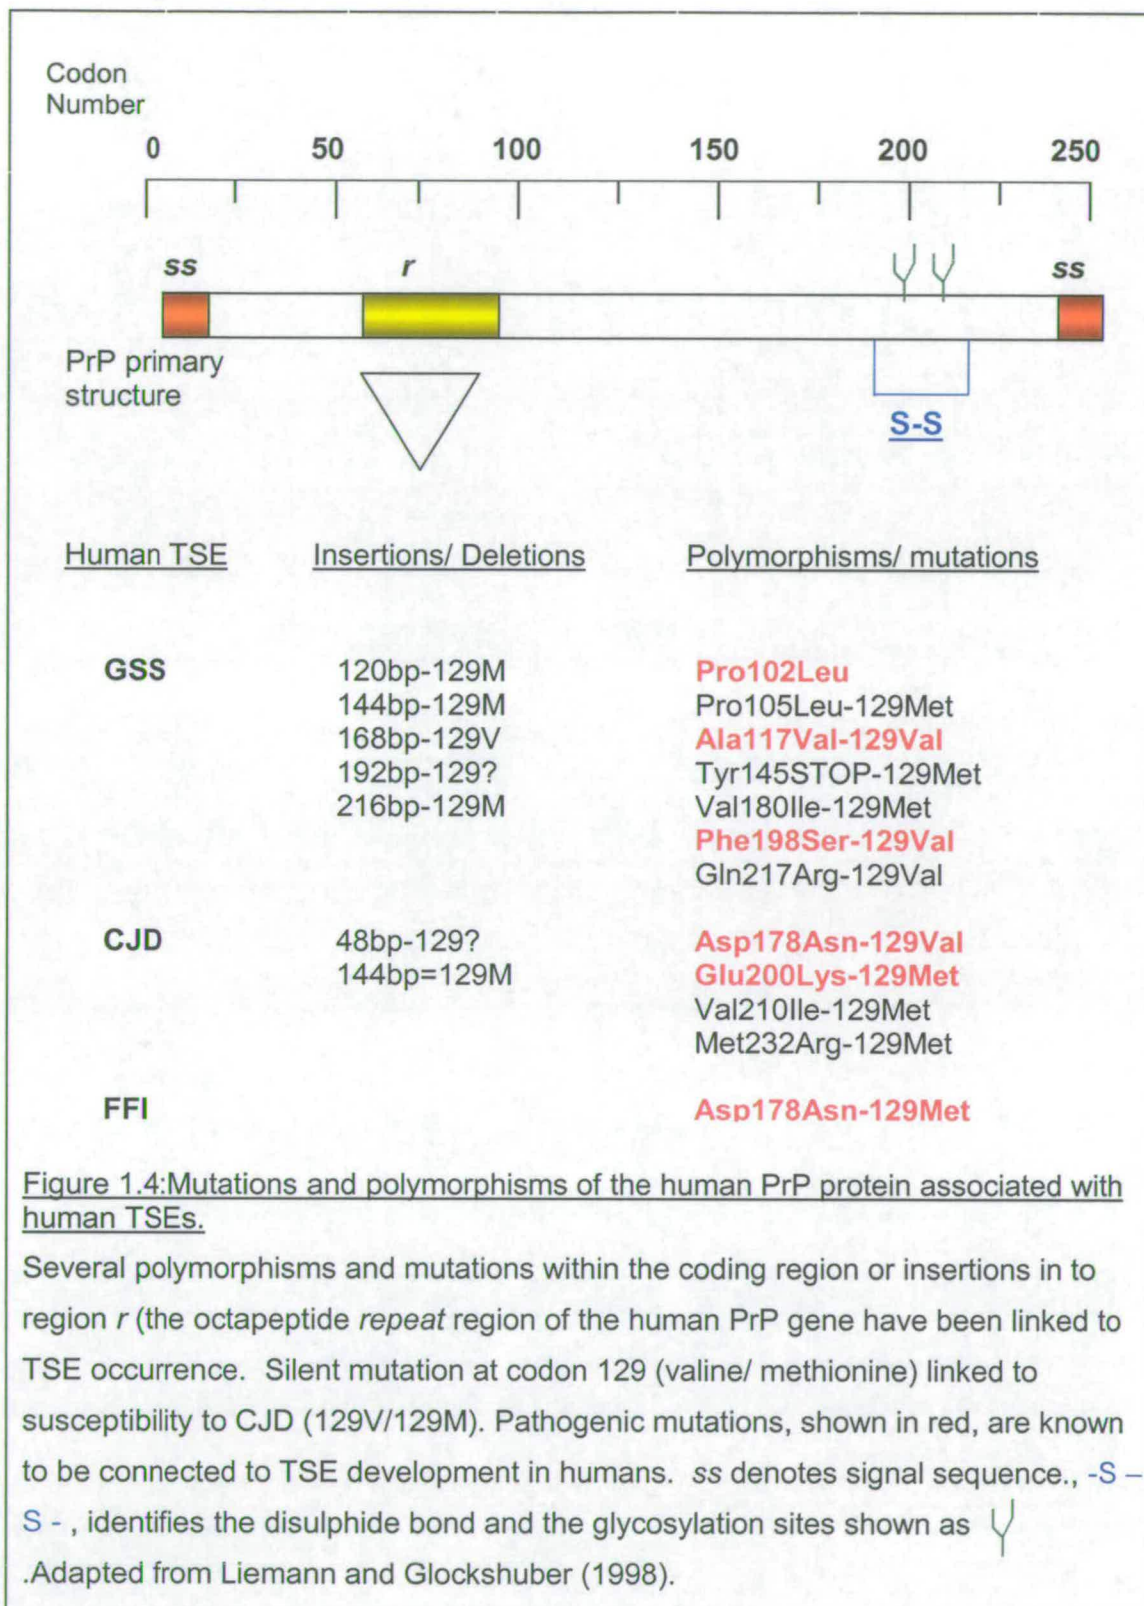 Codon
Number
0 50 100 150 200 250
ss r ss
PrP primary
structure
S-S
Human TSE Insertions/ Deletions Polymorphisms/ mutations
GSS 120bp-129M Pro102Leu
144bp-129M Pro105Leu-129Met
168bp-129V Ala117Val-129Val
192bp-129? Tyr145STOP-129Met
216bp-129M Val180Ile-129Met
Phe198Ser-129Val
Gln217Arg-129Val
CJD 48bp-129? Asp178Asn-129Val
144bp=129M Glu200Lys-129Met
Val210Ile-129Met
Met232Arg-129Met
FFI Asp178Asn-129Met
Figure 1.4:Mutations and polymorphisms of the human PrP protein associated with
human TSEs.
Several polymorphisms and mutations within the coding region or insertions in to
region r (the octapeptide repeat region of the human PrP gene have been linked to
TSE occurrence. Silent mutation at codon 129 (valine/ methionine) linked to
susceptibility to CJD (129V/129M). Pathogenic mutations, shown in red, are known
to be connected to TSE development in humans. ss denotes signal sequence., -S –
S - , identifies the disulphide bond and the glycosylation sites shown as
.Adapted from Liemann and Glockshuber (1998).